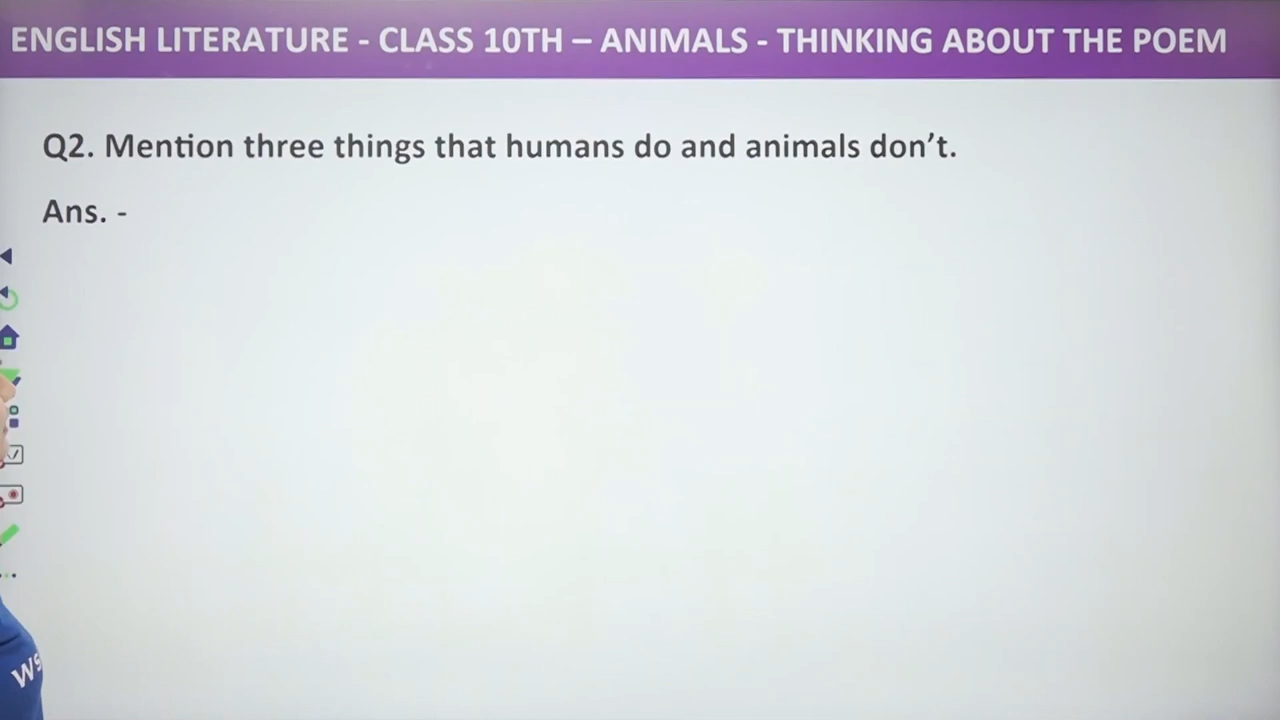 ENGLISH LITERATURE - CLASS 10TH – ANIMALS - THINKING ABOUT THE POEM
Q2. Mention three things that humans do and animals don’t.
Ans. -